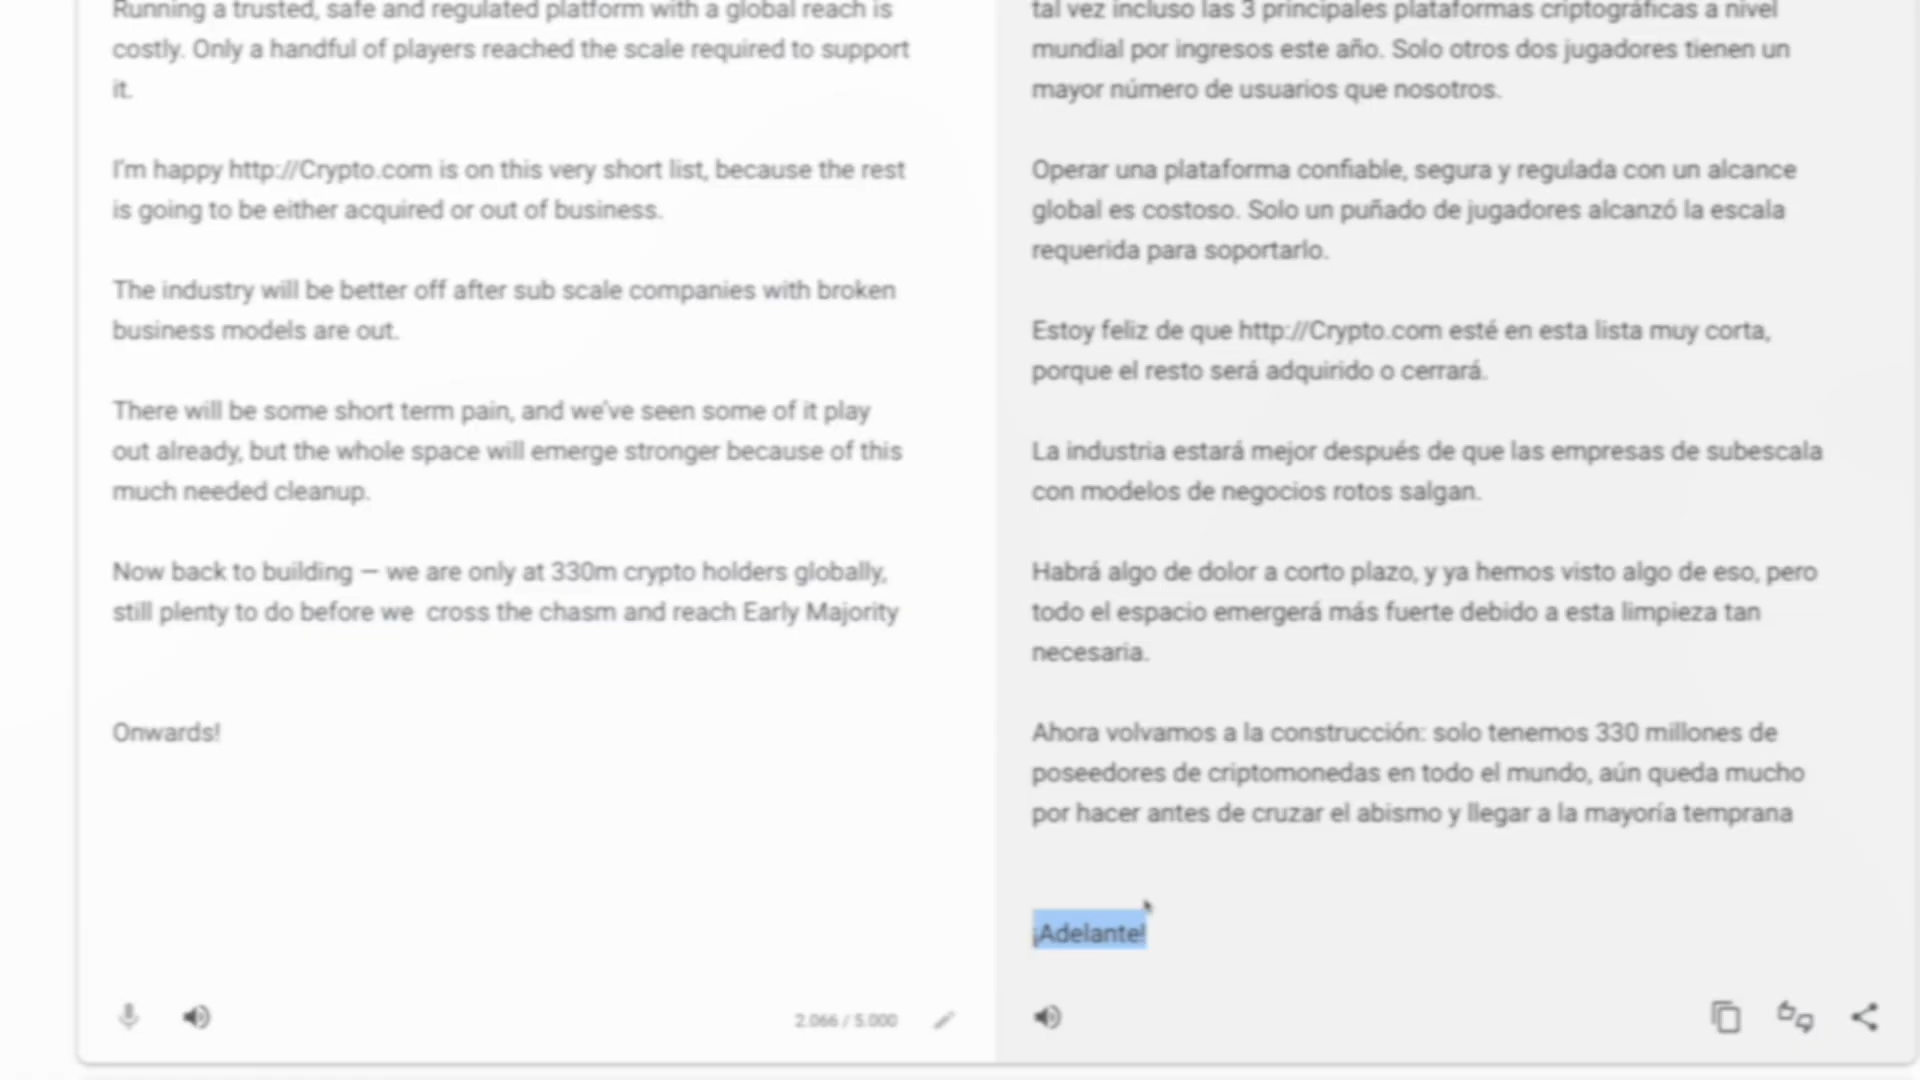 Running a trusted, safe and regulated platform with a global reach is
costly. Only a handful of players reached the scale required to support
it.
I'm happy http://Crypto.com is on this very short list, because the rest
is going to be either acquired or out of business.
The industry will be better off after sub scale companies with broken
business models are out.
There will be some short term pain, and we've seen some of it play
out already, but the whole space will emerge stronger because of this
much needed cleanup.
Now back to building — we are only at 330m crypto holders globally,
still plenty to do before we  cross the chasm and reach Early Majority
Onwards!
2.066 / 5.000
tal vez incluso las 3 principales plataformas criptográficas a nivel
mundial por ingresos este año. Solo otros dos jugadores tienen un
mayor número de usuarios que nosotros.
Operar una plataforma confiable, segura y regulada con un alcance
global es costoso. Solo un puñado de jugadores alcanzó la escala
requerida para soportarlo.
Estoy feliz de que http://Crypto.com esté en esta lista muy corta,
porque el resto será adquirido o cerrará.
La industria estará mejor después de que las empresas de subescala
con modelos de negocios rotos salgan.
Habrá algo de dolor a corto plazo, y ya hemos visto algo de eso, pero
todo el espacio emergerá más fuerte debido a esta limpieza tan
necesaria.
Ahora volvamos a la construcción: solo tenemos 330 millones de
poseedores de criptomonedas en todo el mundo, aún queda mucho
por hacer antes de cruzar el abismo y llegar a la mayoría temprana
¡Adelante!